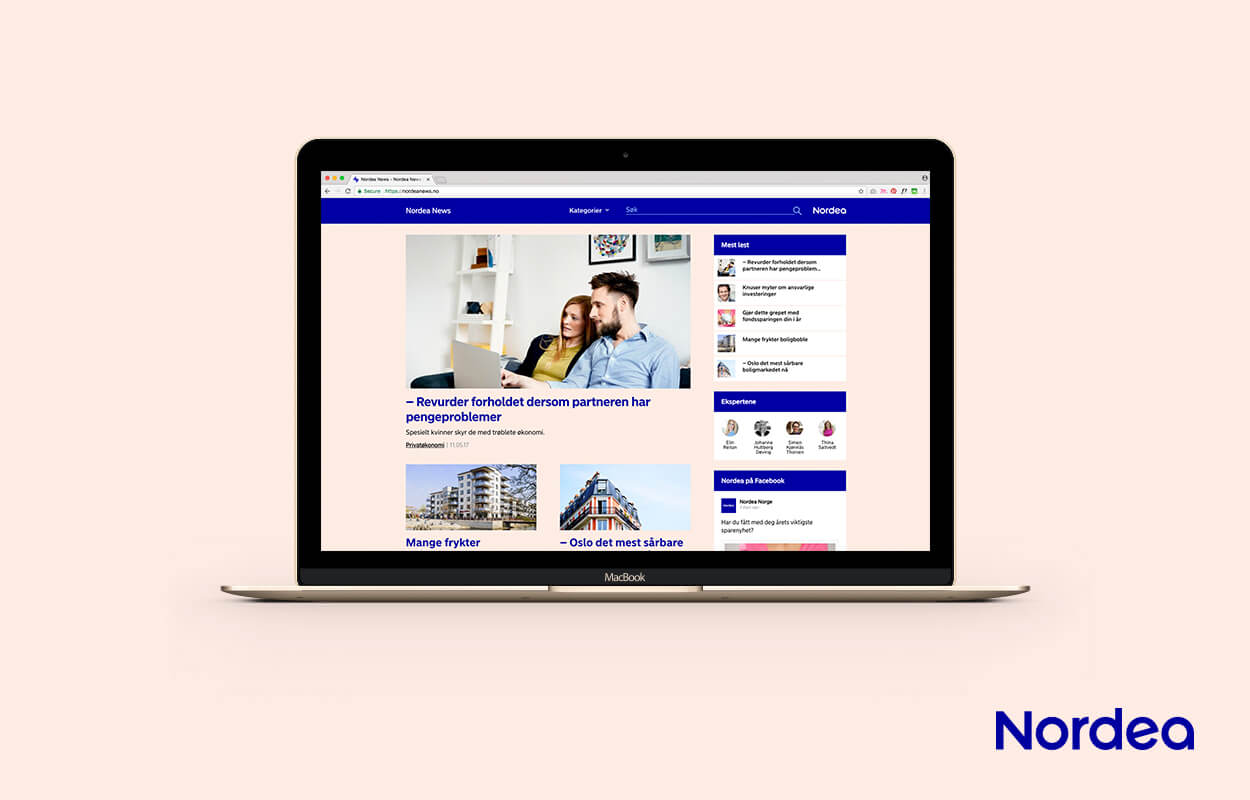 Nordea News - Nordea News
Secure https://nordeanews.no
Nordea News
Kategorier
Søk
Nordea
– Revurder forholdet dersom partneren har
pengeproblemer
Spesielt kvinner skyr de med trøblete økonomi.
Privatøkonomi | 11.05.17
Mange frykter
– Oslo det mest sårbare
Mest lest
– Revurder forholdet dersom
partneren har pengeproblem...
Knuser myter om ansvarlige
investeringer
Gjør dette grepet med
fondssparingen din i år
Mange frykter boligboble
– Oslo det mest sårbare
boligmarkedet nå
Ekspertene
Elin
Reitan
Johanne
Hultberg
Døving
Simen
Kjønnås
Thorsen
Thina
Saltvedt
Nordea på Facebook
Nordea Norge
Har du fått med deg årets viktigste
sparenyhet?
MacBook
Nordea